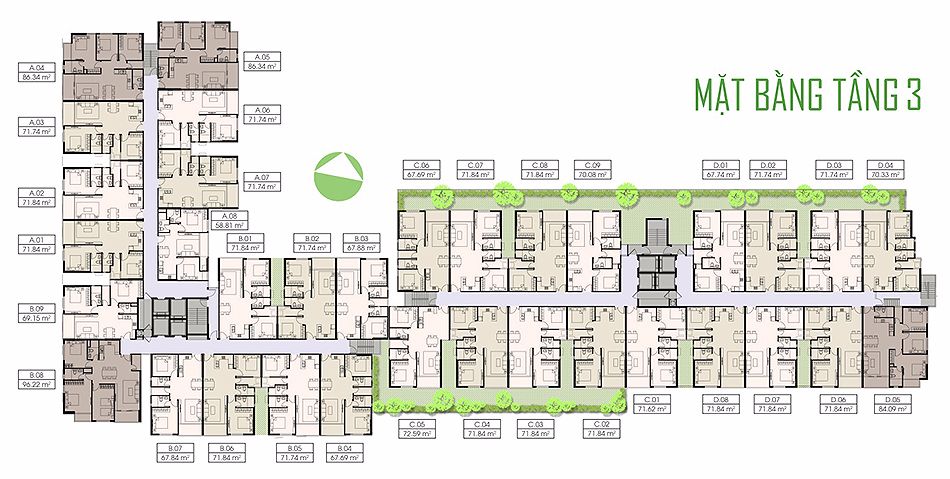 MẶT BẰNG TẦNG 3
A.04
86.34 m²
A.05
86.34 m²
A.03
71.74 m²
A.06
71.74 m²
A.02
71.84 m²
A.07
71.74 m²
A.01
71.84 m²
A.08
58.81 m²
B.01
71.84 m²
B.02
71.74 m²
B.03
67.88 m²
B.09
69.15 m²
B.08
96.22 m²
B.07
67.84 m²
B.06
71.84 m²
B.05
71.74 m²
B.04
67.69 m²
C.06
67.69 m²
C.07
71.84 m²
C.08
71.84 m²
C.09
70.08 m²
D.01
67.74 m²
D.02
71.74 m²
D.03
71.74 m²
D.04
70.33 m²
C.05
72.59 m²
C.04
71.84 m²
C.03
71.84 m²
C.02
71.84 m²
C.01
71.62 m²
D.08
71.84 m²
D.07
71.84 m²
D.06
71.84 m²
D.05
84.09 m²